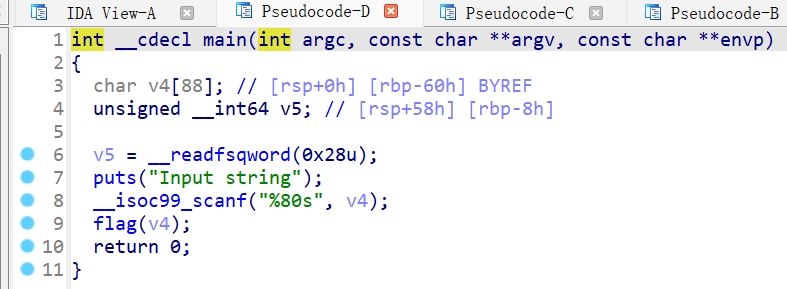 IDA View-A Pseudocode-D Pseudocode-C Pseudocode-B
1 int __cdecl main(int argc, const char **argv, const char **envp)
2 {
3   char v4[88]; // [rsp+0h] [rbp-60h] BYREF
4   unsigned __int64 v5; // [rsp+58h] [rbp-8h]
5
6   v5 = __readfsqword(0x28u);
7   puts("Input string");
8   __isoc99_scanf("%80s", v4);
9   flag(v4);
10   return 0;
11 }